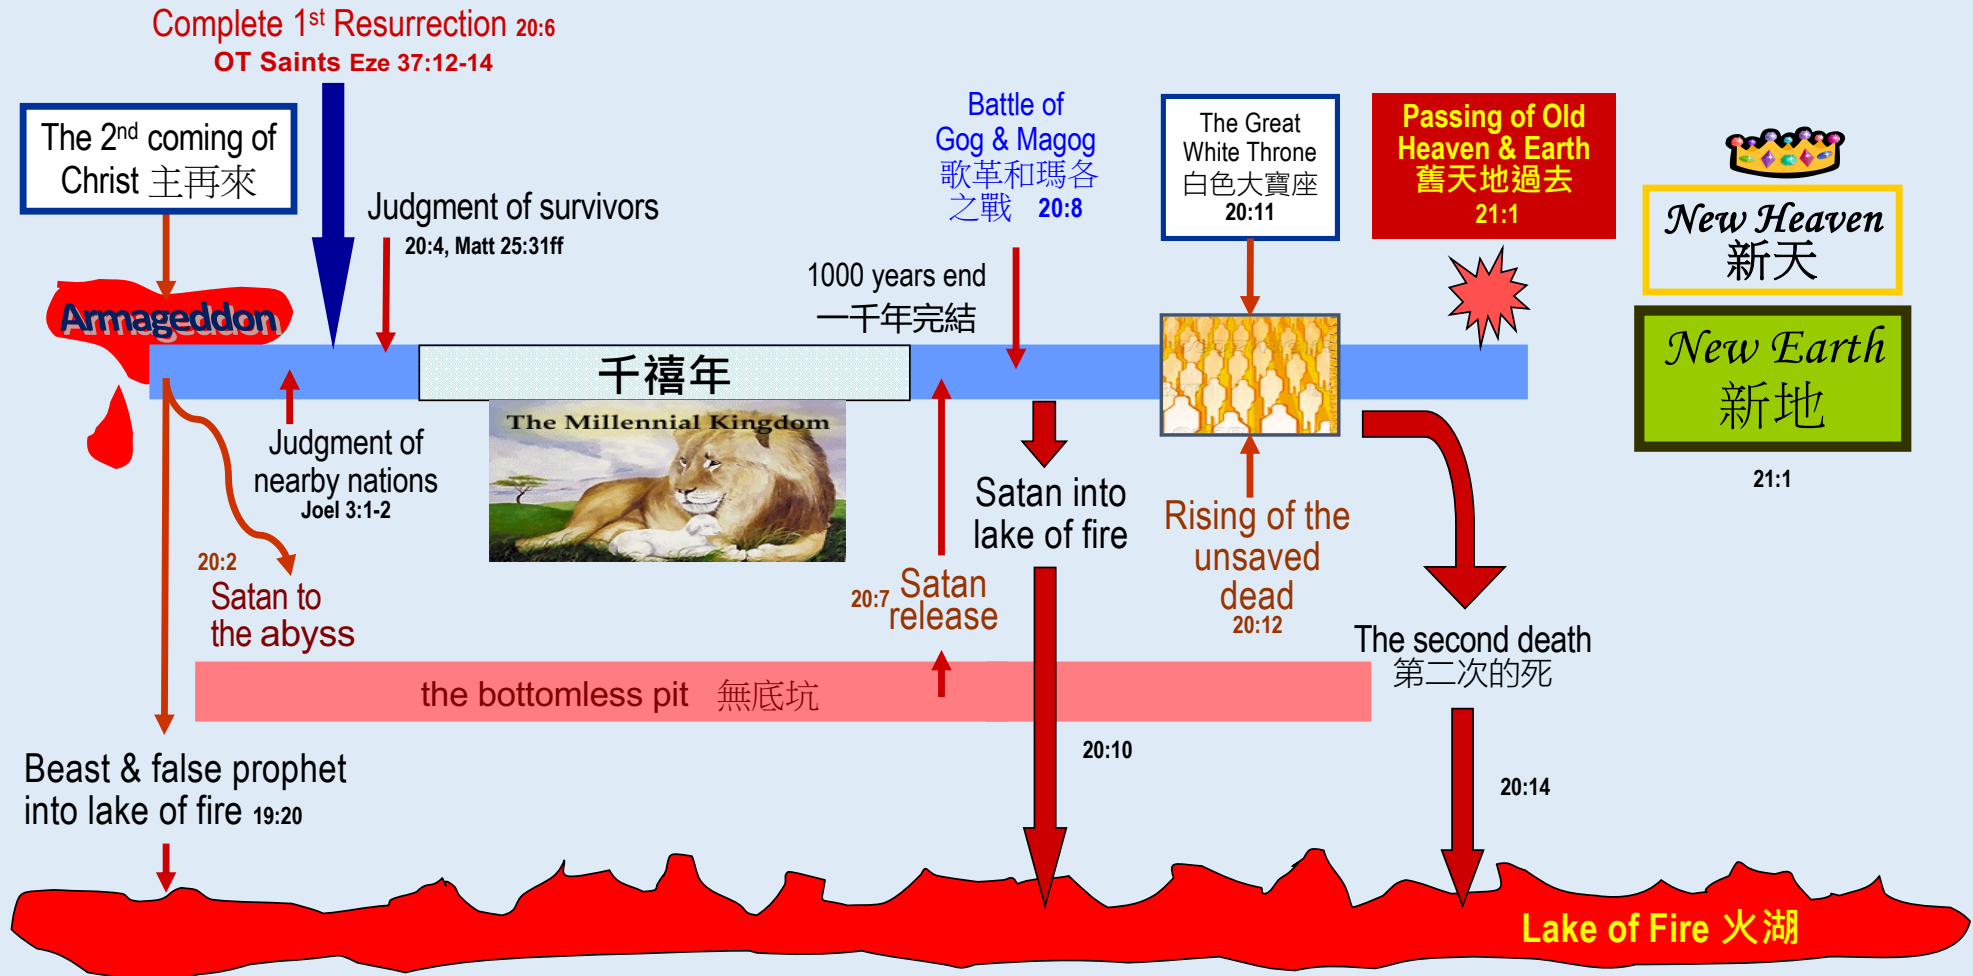 Complete 1st Resurrection 20:6
OT Saints Eze 37:12-14
The 2nd coming of
Christ 主再來
Armageddon
Judgment of survivors
20:4, Matt 25:31ff
Judgment of
nearby nations
Joel 3:1-2
20:2
Satan to
the abyss
Beast & false prophet
into lake of fire 19:20
千禧年
The Millennial Kingdom
1000 years end
一千年完結
Battle of
Gog & Magog
歌革和瑪各
之戰 20:8
20:7 Satan
release
the bottomless pit 無底坑
Satan into
lake of fire
20:10
The Great
White Throne
白色大寶座
20:11
Rising of the
unsaved
dead
20:12
Passing of Old
Heaven & Earth
舊天地過去
21:1
The second death
第二次的死
20:14
New Heaven
新天
New Earth
新地
21:1
Lake of Fire 火湖